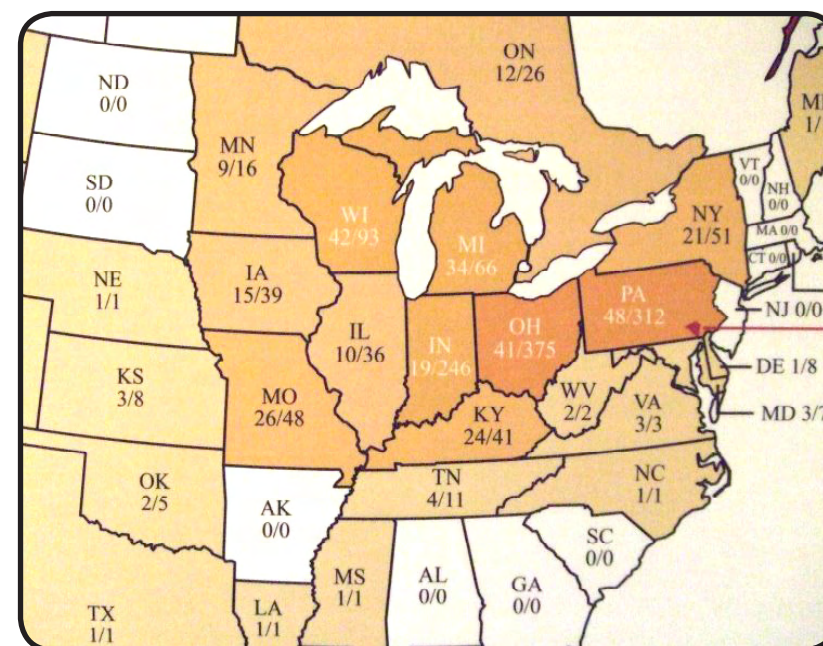 ON
12/26
ND
0/0
MN
9/16
ME
1/
SD
0/0
VT
0/0
NH
0/0
WI
42/93
MI
34/66
NY
21/51
MA 0/0
CT 0/0
NE
1/1
IA
15/39
PA
48/312
NJ 0/0
IL
10/36
IN
19/246
OH
41/375
KS
3/8
MO
26/48
WV
2/2
DE 1/8
VA
3/3
MD 3/7
KY
24/41
OK
2/5
TN
4/11
NC
1/1
AK
0/0
SC
0/0
MS
1/1
AL
0/0
GA
0/0
LA
1/1
TX
1/1